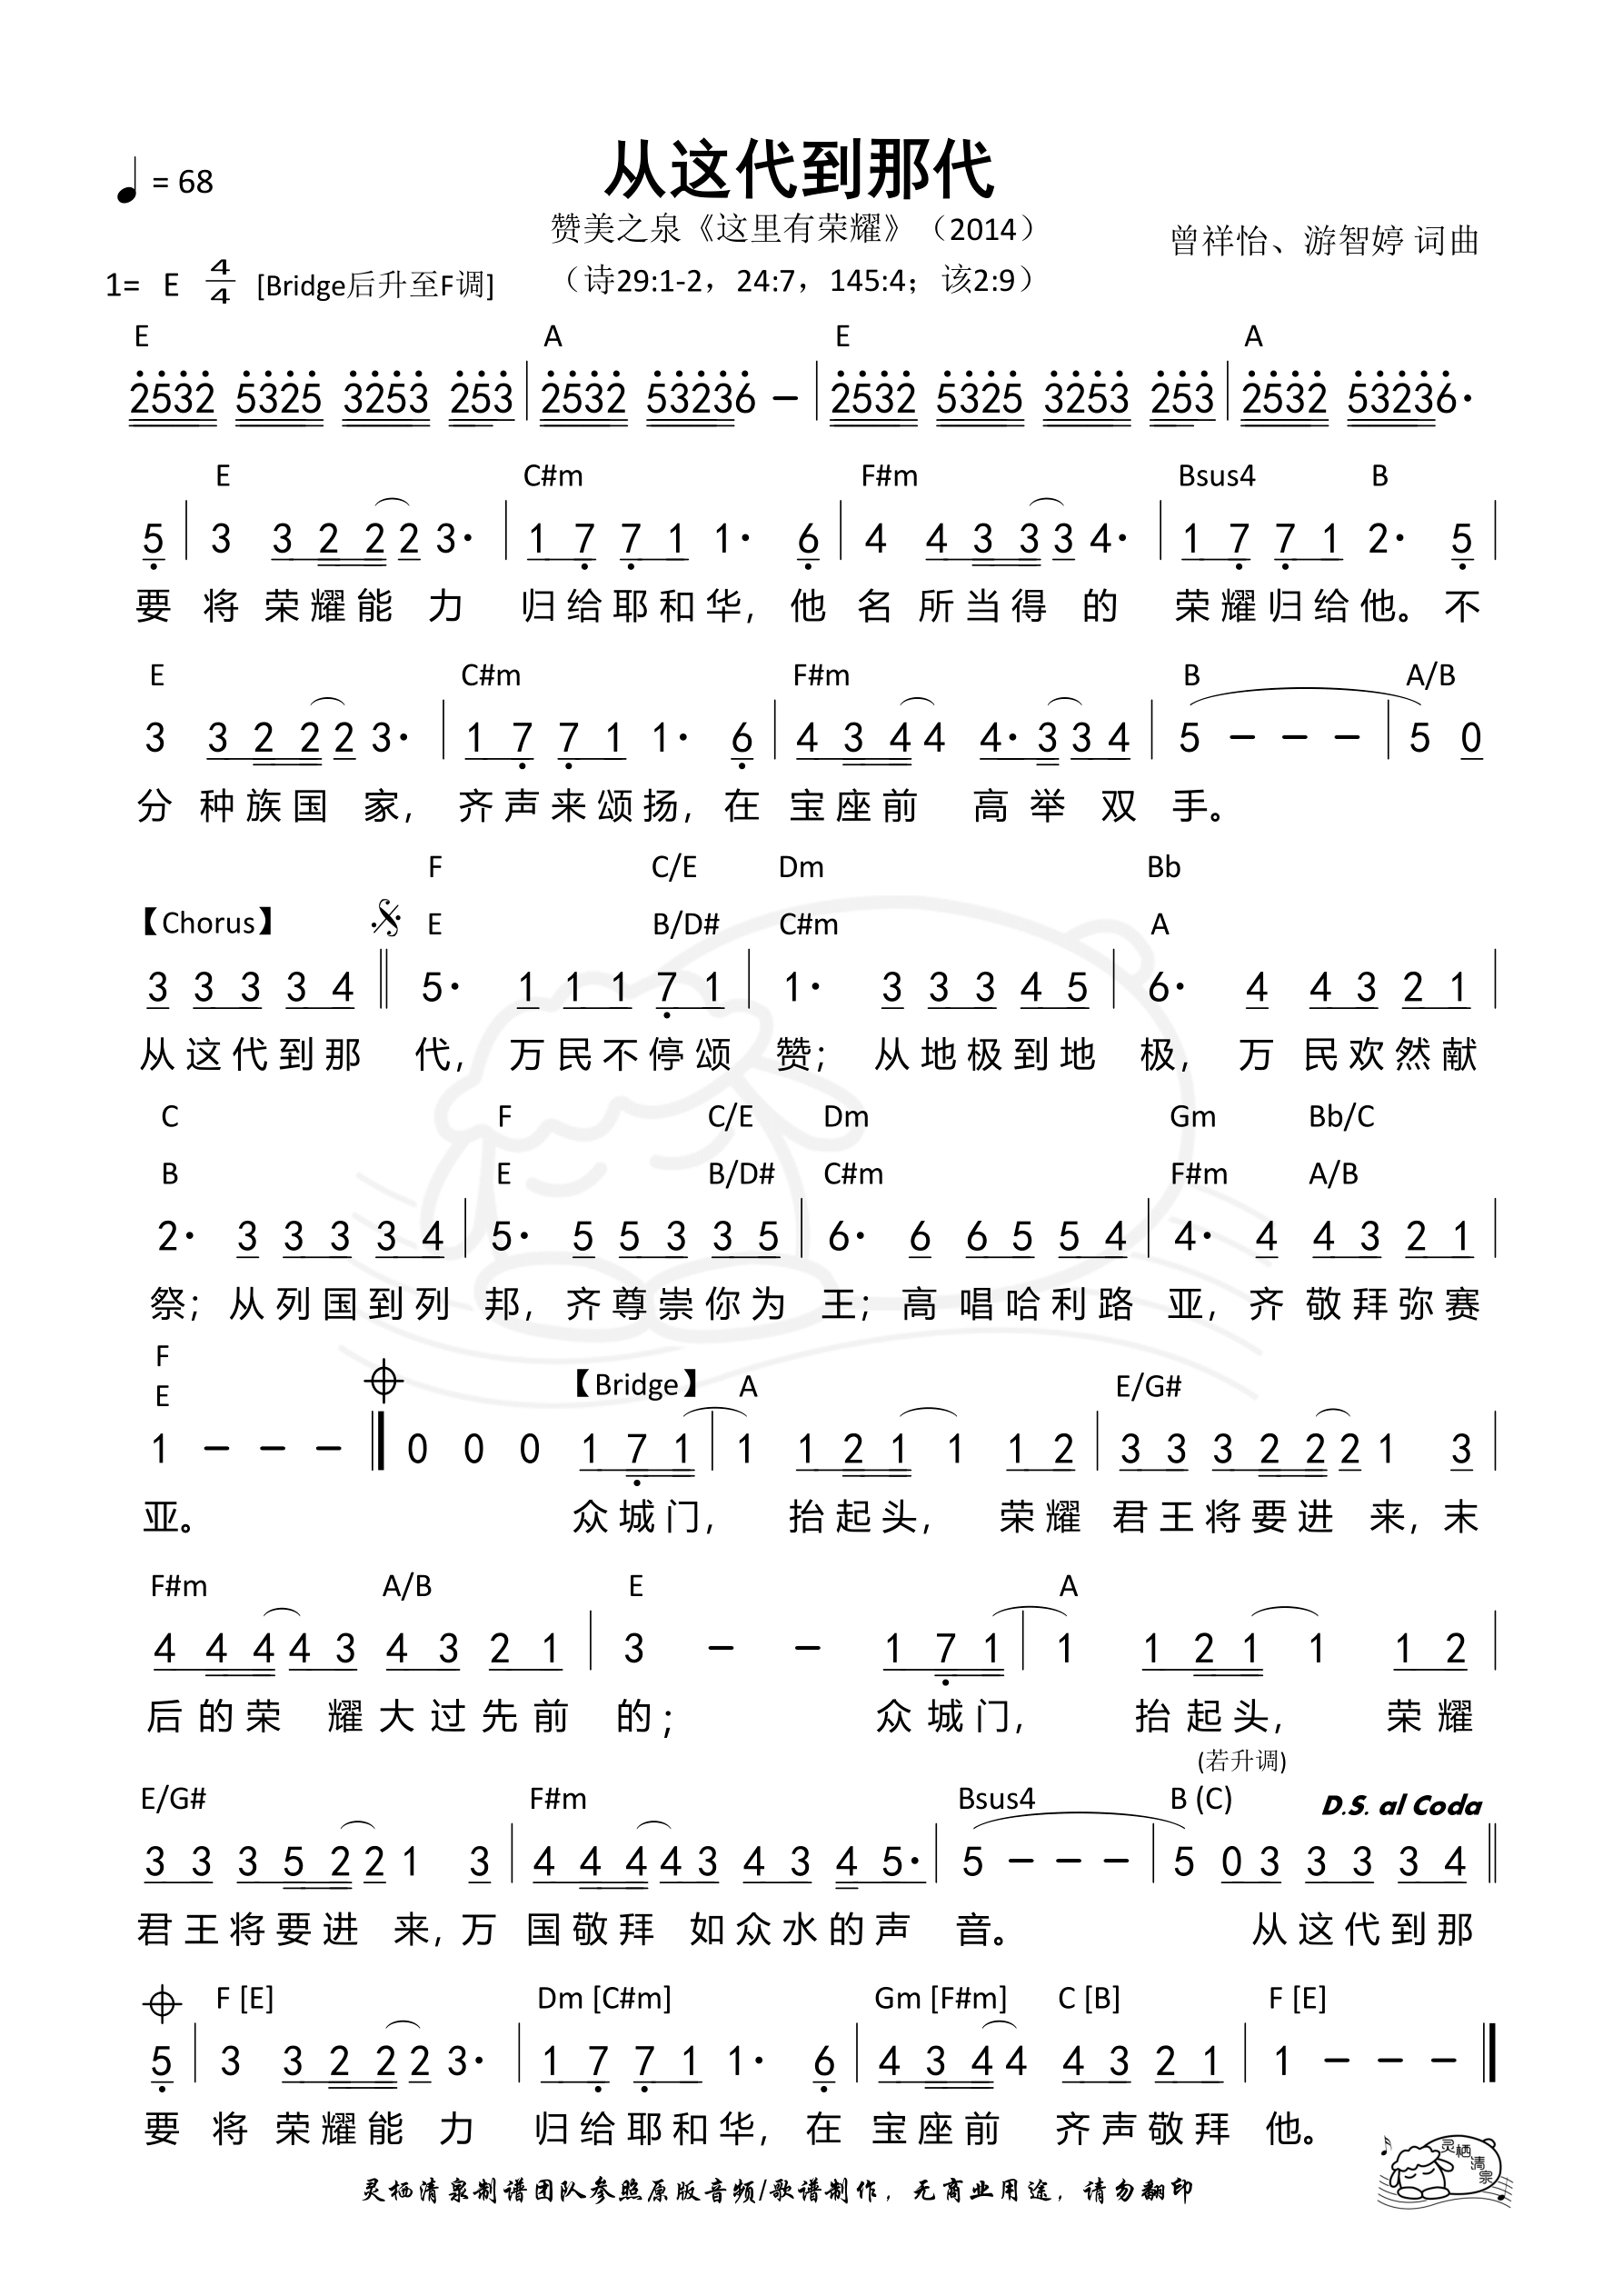 从这代到那代
= 68
赞美之泉《这里有荣耀》（2014）
曾祥怡、游智婷 词曲
1= E 4/4 [Bridge后升至F调]
（诗29:1-2，24:7，145:4；该2:9）
E A E A
2532 5325 3253 253 | 2532 53236 – | 2532 5325 3253 253 | 2532 53236·
E C#m F#m Bsus4 B
5 | 3 3 2 2 2 3· | 1 7 7 1 1· 6 | 4 4 3 3 3 4· | 1 7 7 1 2· 5 |
要 将 荣 耀 能 力 归 给 耶 和 华, 他 名 所 当 得 的 荣 耀 归 给 他。 不
E C#m F#m B A/B
3 3 2 2 2 3· | 1 7 7 1 1· 6 | 4 3 4 4 4· 3 3 4 | 5 – – – | 5 0
分 种 族 国 家, 齐 声 来 颂 扬, 在 宝 座 前 高 举 双 手。
F C/E Dm Bb
【Chorus】 E B/D# C#m A
3 3 3 3 4 || 5· 1 1 1 7 1 | 1· 3 3 3 4 5 | 6· 4 4 3 2 1 |
从 这 代 到 那 代, 万 民 不 停 颂 赞; 从 地 极 到 地 极, 万 民 欢 然 献
C F C/E Dm Gm Bb/C
B E B/D# C#m F#m A/B
2· 3 3 3 3 4 | 5· 5 5 3 3 5 | 6· 6 6 5 5 4 | 4· 4 4 3 2 1 |
祭; 从 列 国 到 列 邦, 齐 尊 崇 你 为 王; 高 唱 哈 利 路 亚, 齐 敬 拜 弥 赛
F
E 【Bridge】 A E/G#
1 – – – || 0 0 0 1 7 1 | 1 1 2 1 1 1 2 | 3 3 3 2 2 2 1 3 |
亚。 众 城 门, 抬 起 头, 荣 耀 君 王 将 要 进 来, 末
F#m A/B E A
4 4 4 4 3 4 3 2 1 | 3 – – 1 7 1 | 1 1 2 1 1 1 2 |
后 的 荣 耀 大 过 先 前 的; 众 城 门, 抬 起 头, 荣 耀
(若升调)
E/G# F#m Bsus4 B (C) D.S. al Coda
3 3 3 5 2 2 1 3 | 4 4 4 4 3 4 3 4 5· | 5 – – – | 5 0 3 3 3 3 4 ||
君 王 将 要 进 来, 万 国 敬 拜 如 众 水 的 声 音。 从 这 代 到 那
F [E] Dm [C#m] Gm [F#m] C [B] F [E]
5 | 3 3 2 2 2 3· | 1 7 7 1 1· 6 | 4 3 4 4 4 3 2 1 | 1 – – – ||
要 将 荣 耀 能 力 归 给 耶 和 华, 在 宝 座 前 齐 声 敬 拜 他。
灵栖清泉制谱团队参照原版音频/歌谱制作，无商业用途，请勿翻印
灵栖清泉